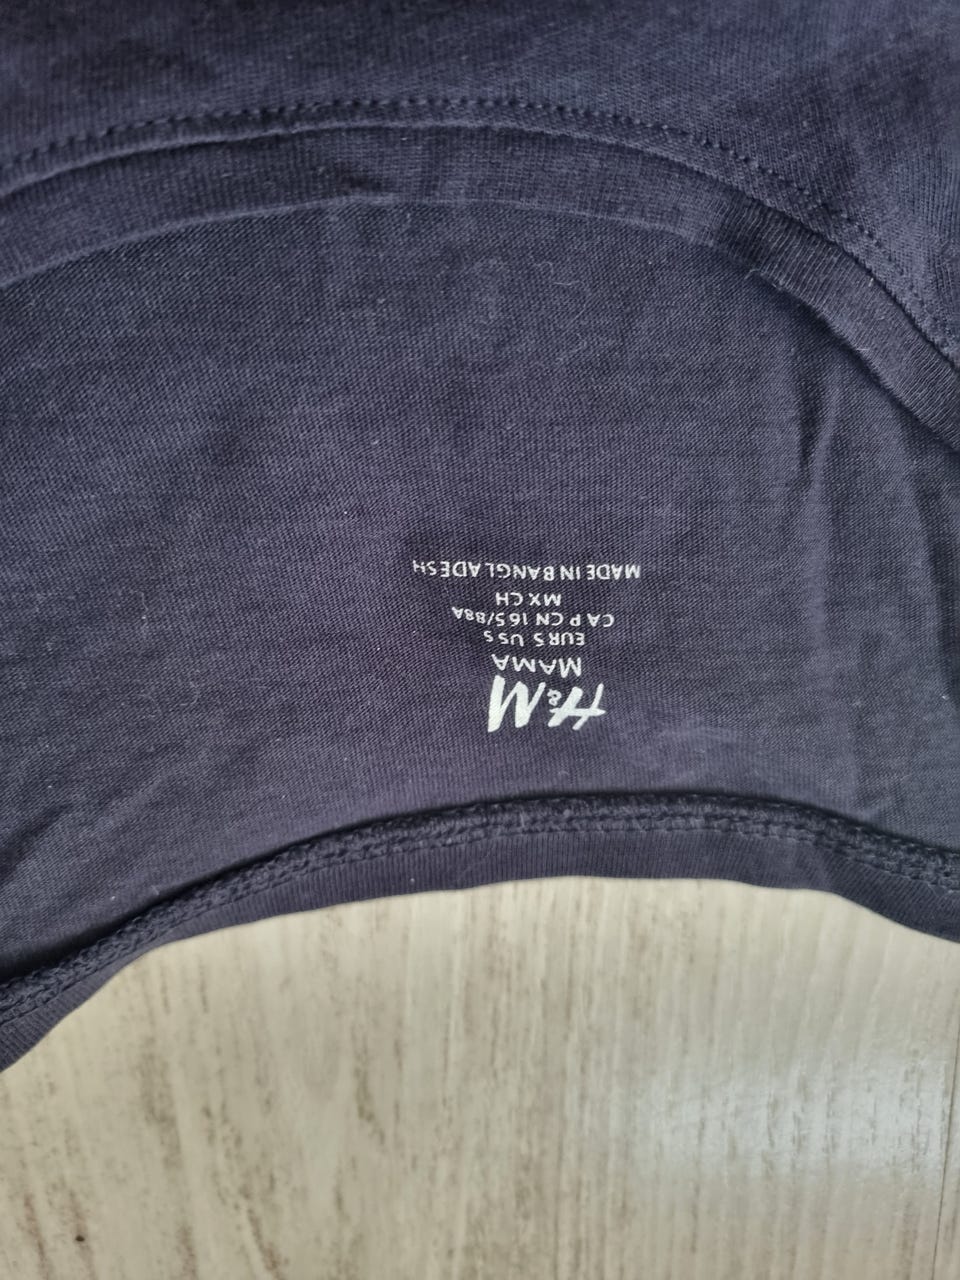 H&M
MAMA
EUR S US S
CA P CN 165/88A
MX CH
MADE IN BANGLADESH